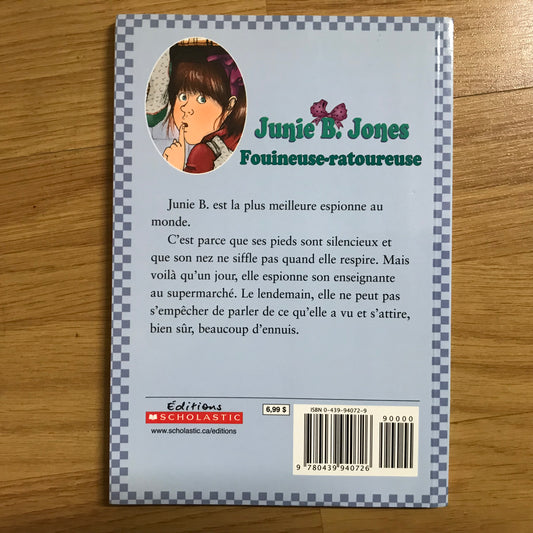 Junie B. Jones
Fouineuse-ratoureuse
Junie B. est la plus meilleure espionne au
monde.
C'est parce que ses pieds sont silencieux et
que son nez ne siffle pas quand elle respire. Mais
voilà qu'un jour, elle espionne son enseignante
au supermarché. Le lendemain, elle ne peut pas
s'empêcher de parler de ce qu'elle a vu et s'attire,
bien sûr, beaucoup d'ennuis.
Éditions
SCHOLASTIC
www.scholastic.ca/editions
6,99 $
ISBN 0-439-94072-9
90000
9 780439 940726